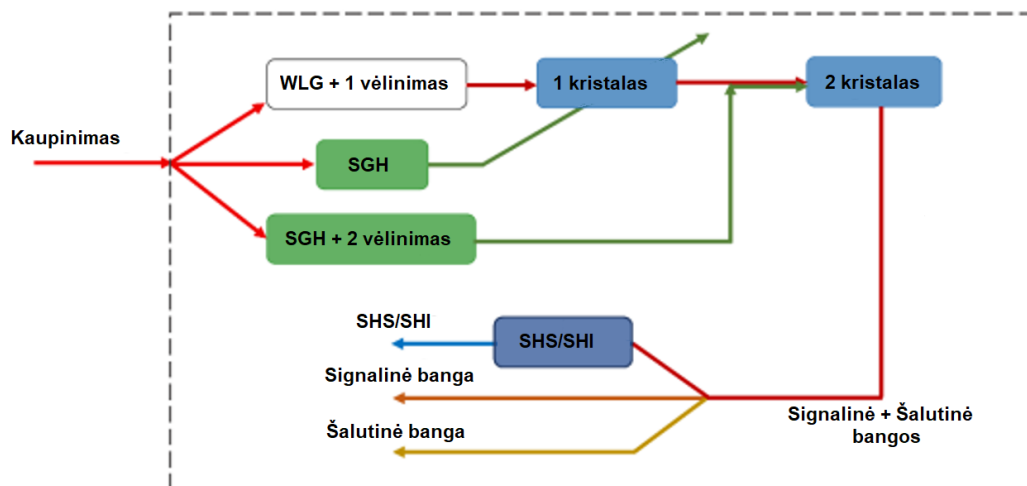 WLG + 1 vėlinimas
1 kristalas
2 kristalas
Kaupinimas
SGH
SGH + 2 vėlinimas
SHS/SHI
SHS/SHI
Signalinė banga
Šalutinė banga
Signalinė + Šalutinė
bangos